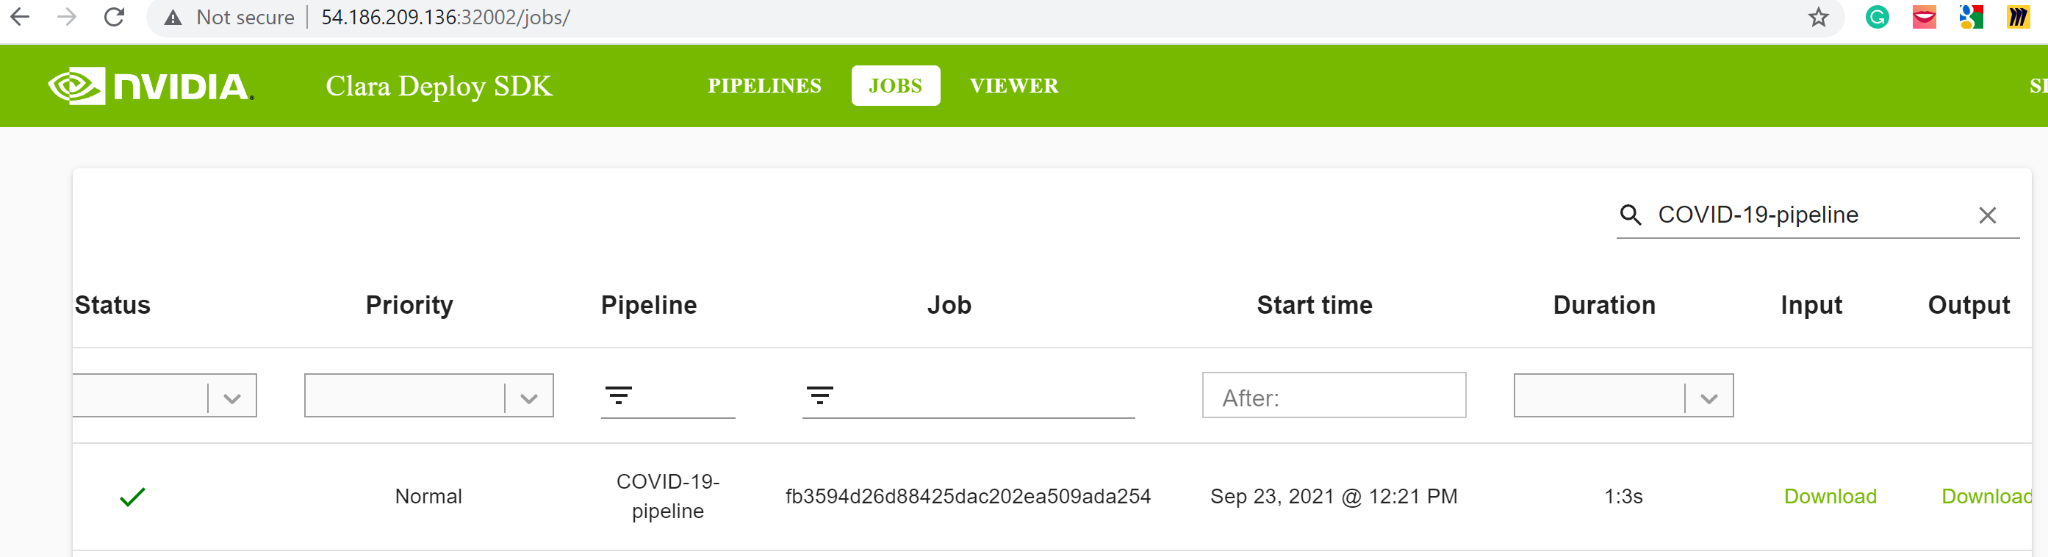 Not secure 54.186.209.136:32002/jobs/
NVIDIA. Clara Deploy SDK PIPELINES JOBS VIEWER
COVID-19-pipeline
Status Priority Pipeline Job Start time Duration Input Output
After:
Normal COVID-19- fb3594d26d88425dac202ea509ada254 Sep 23, 2021 @ 12:21 PM 1:3s Download Download
pipeline